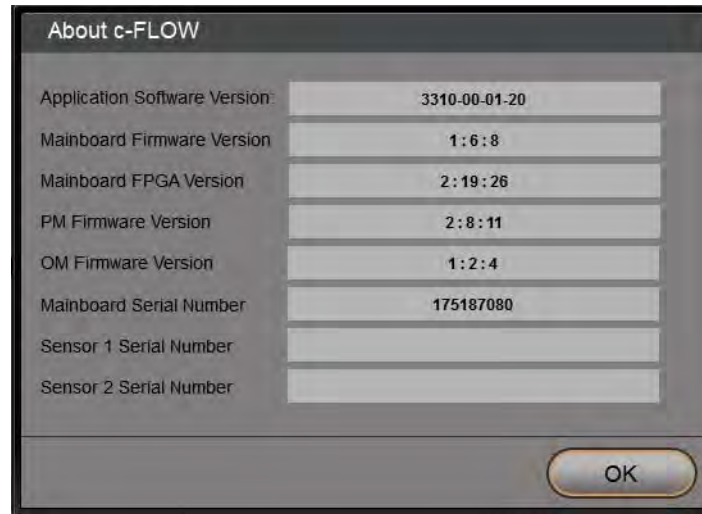 About c-FLOW
Application Software Version 3310-00-01-20
Mainboard Firmware Version 1:6:8
Mainboard FPGA Version 2:19:26
PM Firmware Version 2:8:11
OM Firmware Version 1:2:4
Mainboard Serial Number 175187080
Sensor 1 Serial Number
Sensor 2 Serial Number
OK